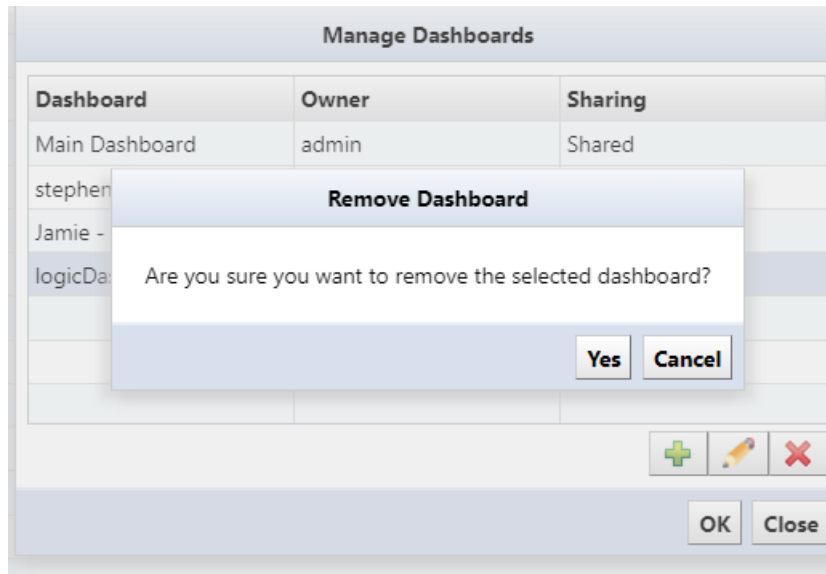 Manage Dashboards
Dashboard Owner Sharing
Main Dashboard admin Shared
stephen
Remove Dashboard
Jamie -
logicDa
Are you sure you want to remove the selected dashboard?
Yes Cancel
OK Close